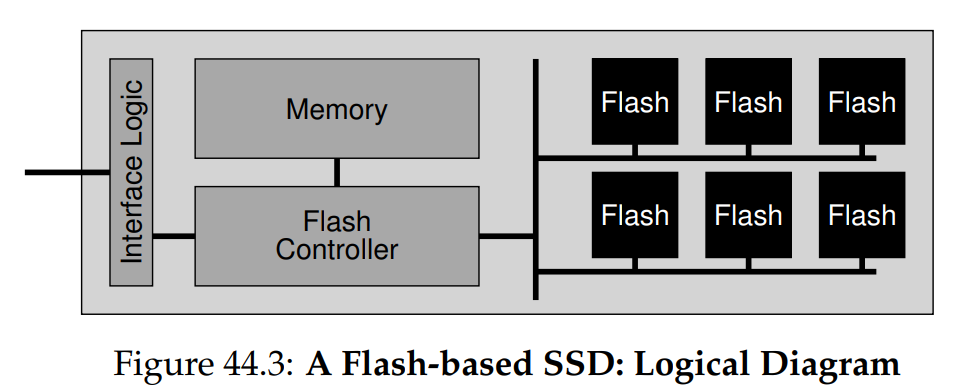 Interface Logic
Memory
Flash
Controller
Flash Flash Flash
Flash Flash Flash
Figure 44.3: A Flash-based SSD: Logical Diagram